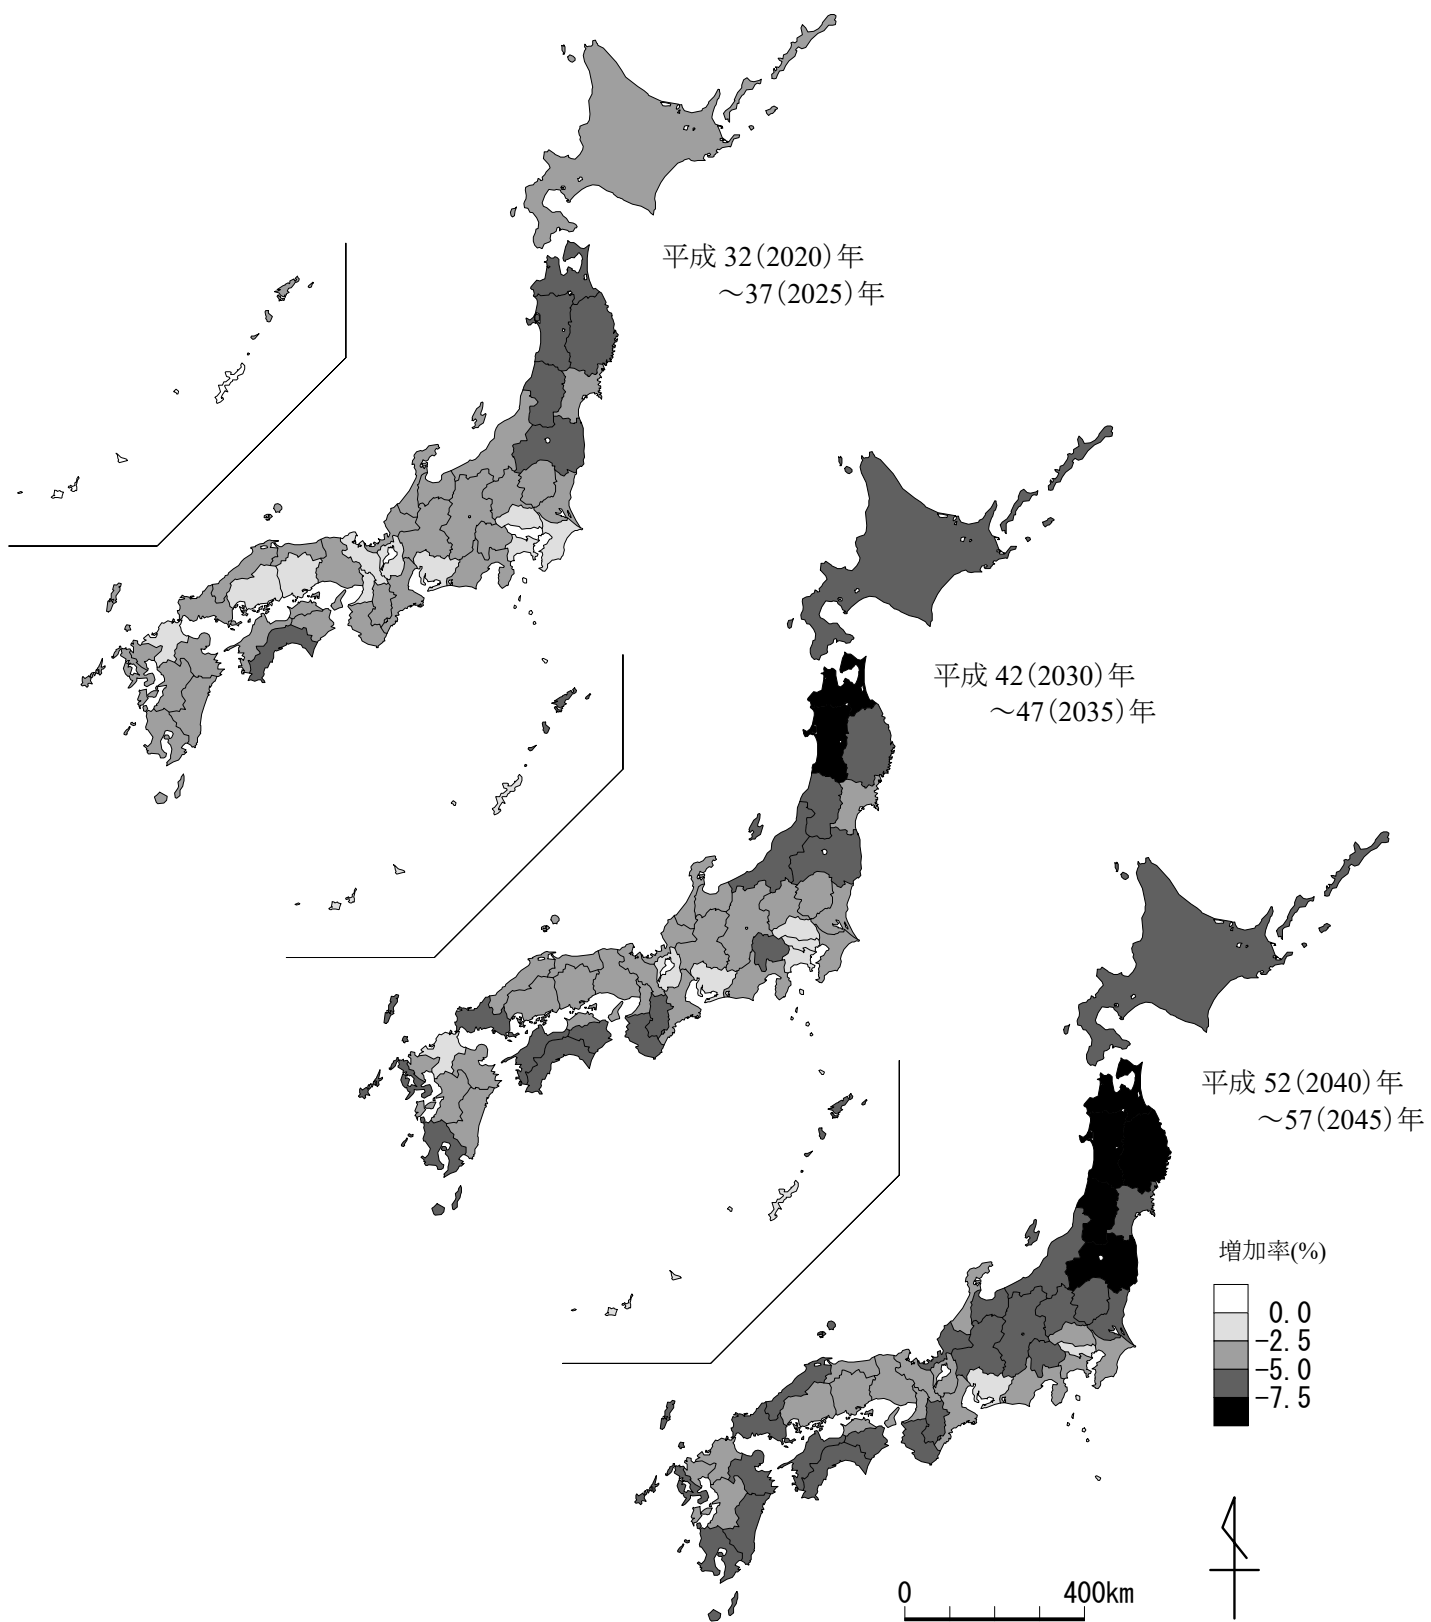 平成 32(2020)年
～37(2025)年
平成 42(2030)年
～47(2035)年
平成 52(2040)年
～57(2045)年
増加率(%)
0.0
-2.5
-5.0
-7.5
0 400km